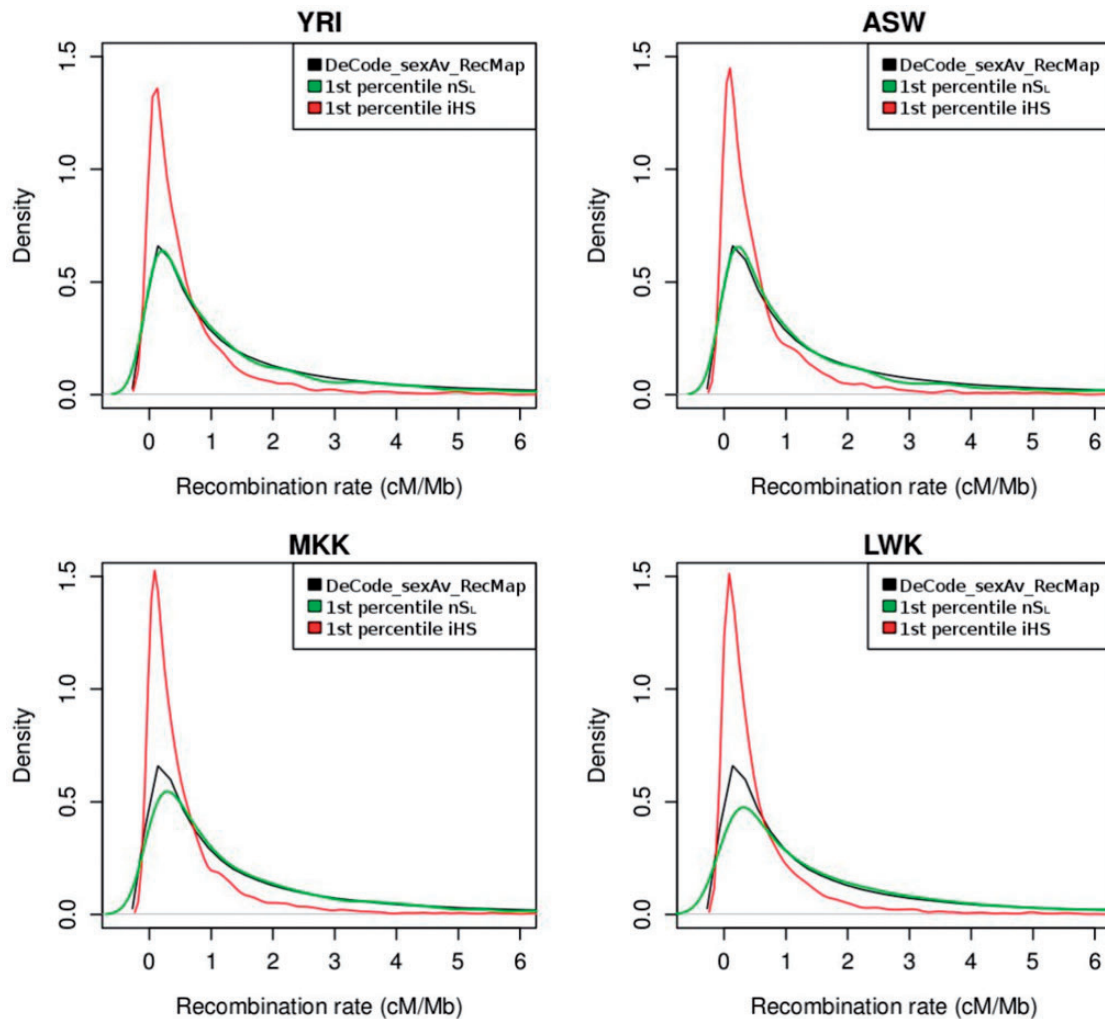 YRI
DeCode_sexAv_RecMap
1st percentile nSL
1st percentile iHS
Density
0.0 0.5 1.0 1.5
0 1 2 3 4 5 6
Recombination rate (cM/Mb)
ASW
DeCode_sexAv_RecMap
1st percentile nSL
1st percentile iHS
Density
0.0 0.5 1.0 1.5
0 1 2 3 4 5 6
Recombination rate (cM/Mb)
MKK
DeCode_sexAv_RecMap
1st percentile nSL
1st percentile iHS
Density
0.0 0.5 1.0 1.5
0 1 2 3 4 5 6
Recombination rate (cM/Mb)
LWK
DeCode_sexAv_RecMap
1st percentile nSL
1st percentile iHS
Density
0.0 0.5 1.0 1.5
0 1 2 3 4 5 6
Recombination rate (cM/Mb)